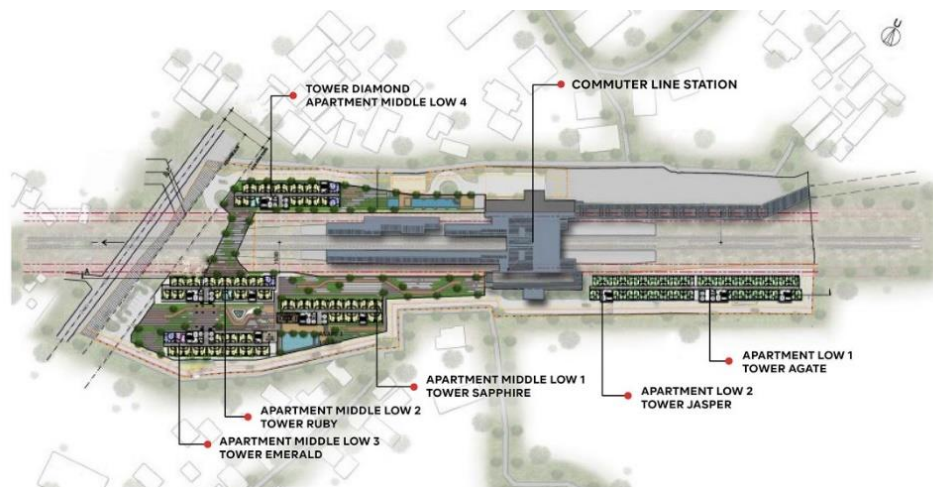 TOWER DIAMOND
APARTMENT MIDDLE LOW 4
COMMUTER LINE STATION
APARTMENT LOW 1
TOWER AGATE
APARTMENT LOW 2
TOWER JASPER
APARTMENT MIDDLE LOW 1
TOWER SAPPHIRE
APARTMENT MIDDLE LOW 2
TOWER RUBY
APARTMENT MIDDLE LOW 3
TOWER EMERALD